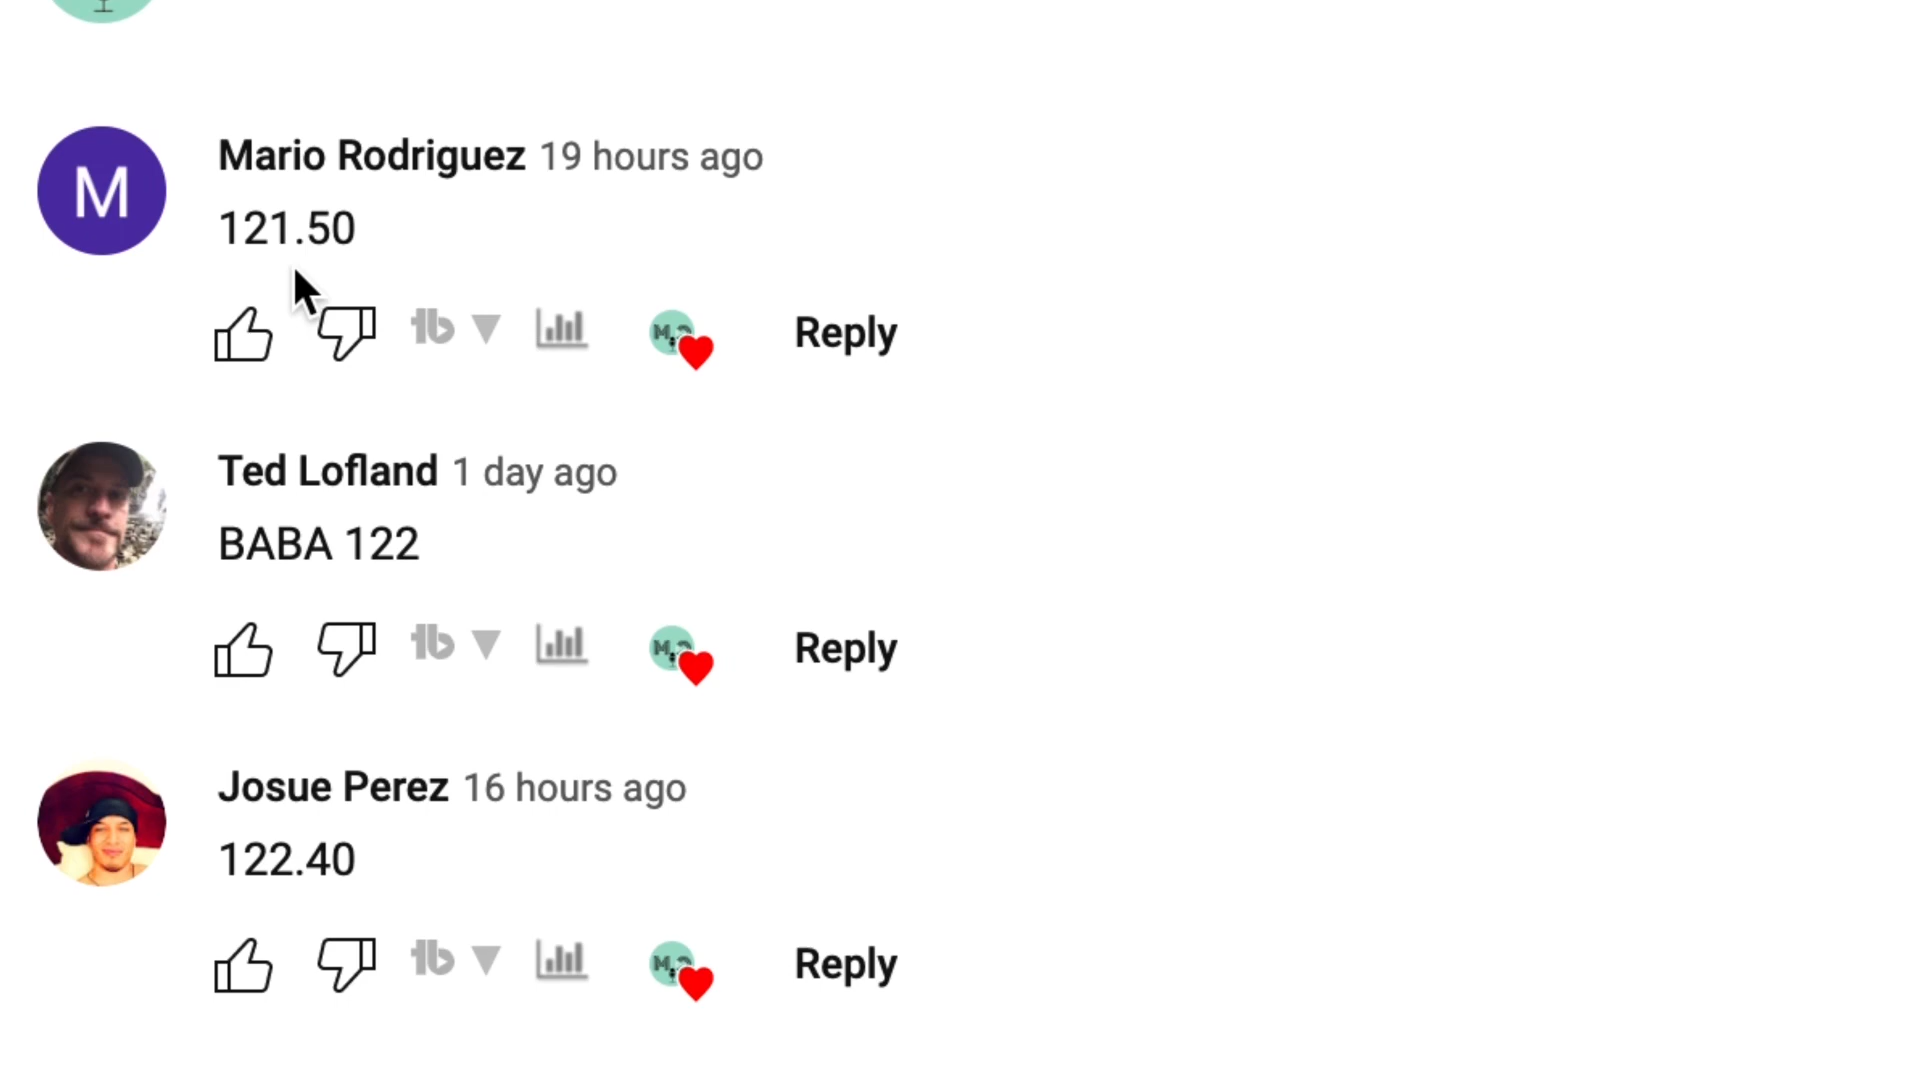 M
Mario Rodriguez 19 hours ago
121.50
Reply
Ted Lofland 1 day ago
BABA 122
Reply
Josue Perez 16 hours ago
122.40
Reply